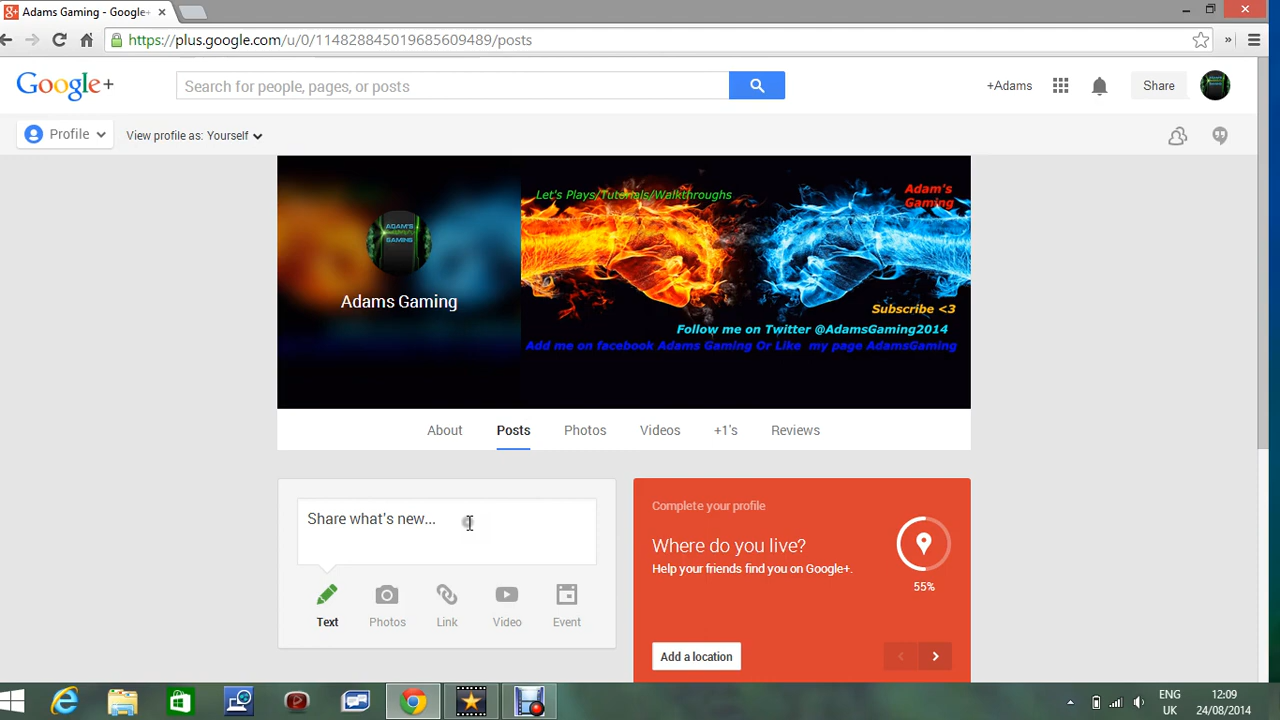 Adams Gaming - Google+
https://plus.google.com/u/0/114828845019685609489/posts
Google+
Search for people, pages, or posts
+Adams
Share
Profile
View profile as: Yourself
Let's Plays/Tutorials/Walkthroughs
Adam's
Gaming
ADAM'S
GAMING
Adams Gaming
Subscribe <3
Follow me on Twitter @AdamsGaming2014
Add me on facebook Adams Gaming Or Like my page AdamsGaming
About Posts Photos Videos +1's Reviews
Share what's new...
Text Photos Link Video Event
Complete your profile
Where do you live?
Help your friends find you on Google+.
55%
Add a location
ENG
UK
12:09
24/08/2014